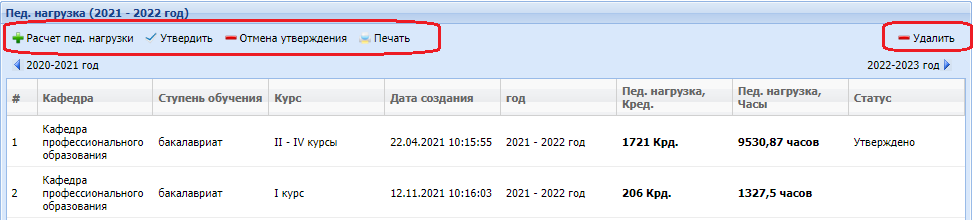 Пед. нагрузка (2021 - 2022 год)
Расчет пед. нагрузки Утвердить Отмена утверждения Печать Удалить
2020-2021 год 2022-2023 год
# Кафедра Ступень обучения Курс Дата создания год Пед. нагрузка, Кред. Пед. нагрузка, Часы Статус
1 Кафедра профессионального образования бакалавриат II - IV курсы 22.04.2021 10:15:55 2021 - 2022 год 1721 Крд. 9530,87 часов Утверждено
2 Кафедра профессионального образования бакалавриат I курс 12.11.2021 10:16:03 2021 - 2022 год 206 Крд. 1327,5 часов